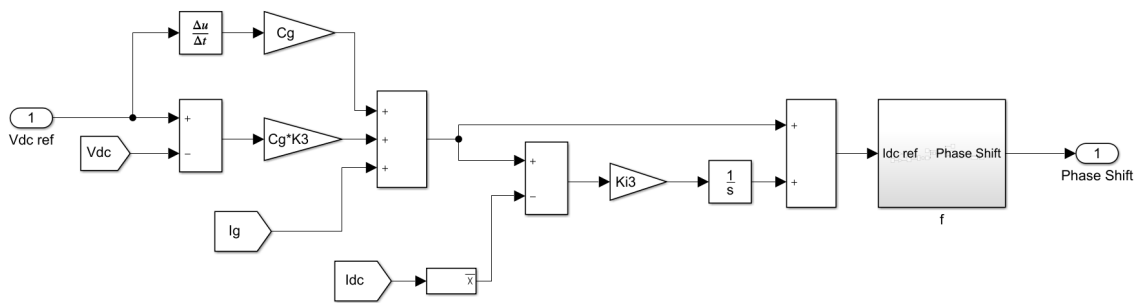 Δu
Δt
Cg
1
Vdc ref
+
−
Vdc
Cg*K3
+
+
+
Ig
+
−
Idc
x
Ki3
1
s
+
+
Idc ref
Phase Shift
f
1
Phase Shift